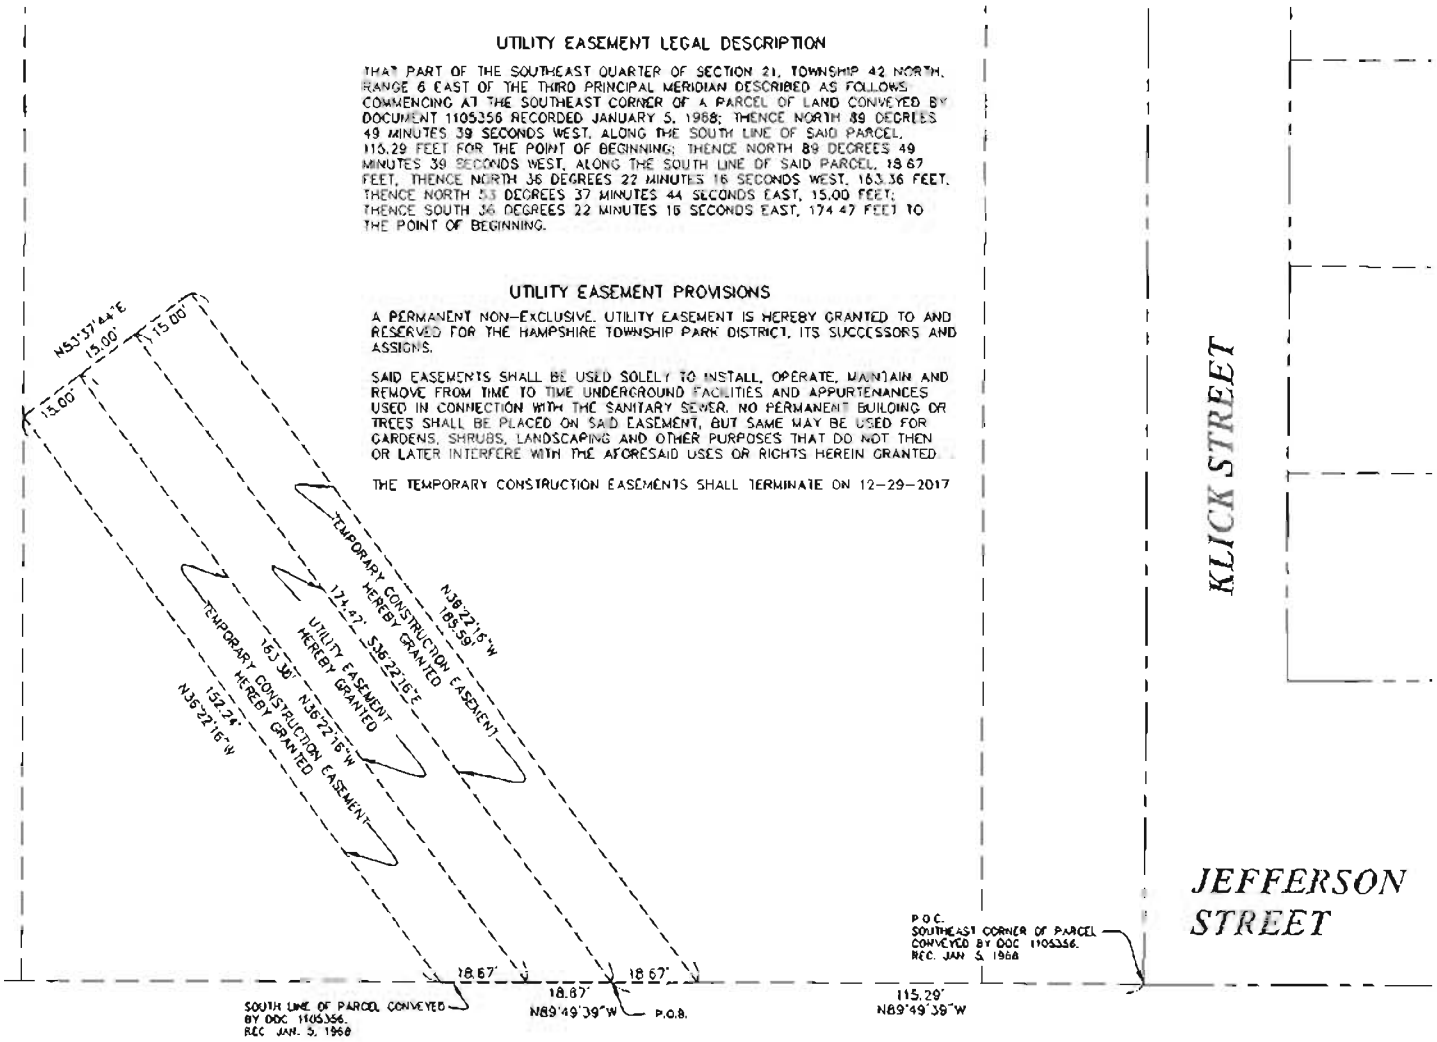 UTILITY EASEMENT LEGAL DESCRIPTION
THAT PART OF THE SOUTHEAST QUARTER OF SECTION 21, TOWNSHIP 42 NORTH,
RANGE 6 EAST OF THE THIRD PRINCIPAL MERIDIAN DESCRIBED AS FOLLOWS
COMMENCING AT THE SOUTHEAST CORNER OF A PARCEL OF LAND CONVEYED BY
DOCUMENT 1105356 RECORDED JANUARY 5, 1968; THENCE NORTH 89 DEGREES
49 MINUTES 39 SECONDS WEST, ALONG THE SOUTH LINE OF SAID PARCEL,
115.29 FEET FOR THE POINT OF BEGINNING; THENCE NORTH 89 DEGREES 49
MINUTES 39 SECONDS WEST, ALONG THE SOUTH LINE OF SAID PARCEL, 18.67
FEET, THENCE NORTH 36 DEGREES 22 MINUTES 16 SECONDS WEST, 163.36 FEET,
THENCE NORTH 53 DEGREES 37 MINUTES 44 SECONDS EAST, 15.00 FEET;
THENCE SOUTH 36 DEGREES 22 MINUTES 16 SECONDS EAST, 174.47 FEET TO
THE POINT OF BEGINNING.
UTILITY EASEMENT PROVISIONS
A PERMANENT NON-EXCLUSIVE, UTILITY EASEMENT IS HEREBY GRANTED TO AND
RESERVED FOR THE HAMPSHIRE TOWNSHIP PARK DISTRICT, ITS SUCCESSORS AND
ASSIGNS.
SAID EASEMENTS SHALL BE USED SOLELY TO INSTALL, OPERATE, MAINTAIN AND
REMOVE FROM TIME TO TIME UNDERGROUND FACILITIES AND APPURTENANCES
USED IN CONNECTION WITH THE SANITARY SEWER. NO PERMANENT BUILDING OR
TREES SHALL BE PLACED ON SAID EASEMENT, BUT SAME MAY BE USED FOR
GARDENS, SHRUBS, LANDSCAPING AND OTHER PURPOSES THAT DO NOT THEN
OR LATER INTERFERE WITH THE AFORESAID USES OR RIGHTS HEREIN GRANTED.
THE TEMPORARY CONSTRUCTION EASEMENTS SHALL TERMINATE ON 12-29-2017
N53°37'44"E
15.00'
15.00'
15.00'
TEMPORARY CONSTRUCTION EASEMENT
HEREBY GRANTED
N36°22'16"W
185.59'
174.47' S36°22'16"E
UTILITY EASEMENT
HEREBY GRANTED
163.36' N36°22'16"W
TEMPORARY CONSTRUCTION EASEMENT
HEREBY GRANTED
152.24'
N36°22'16"W
KLICK STREET
JEFFERSON
STREET
P.O.C.
SOUTHEAST CORNER OF PARCEL
CONVEYED BY DOC 1105356.
REC. JAN 5, 1968
18.67'
18.67'
18.67'
N89°49'39"W
P.O.B.
115.29'
N89°49'39"W
SOUTH LINE OF PARCEL CONVEYED
BY DOC 1105356.
REC JAN. 5, 1968